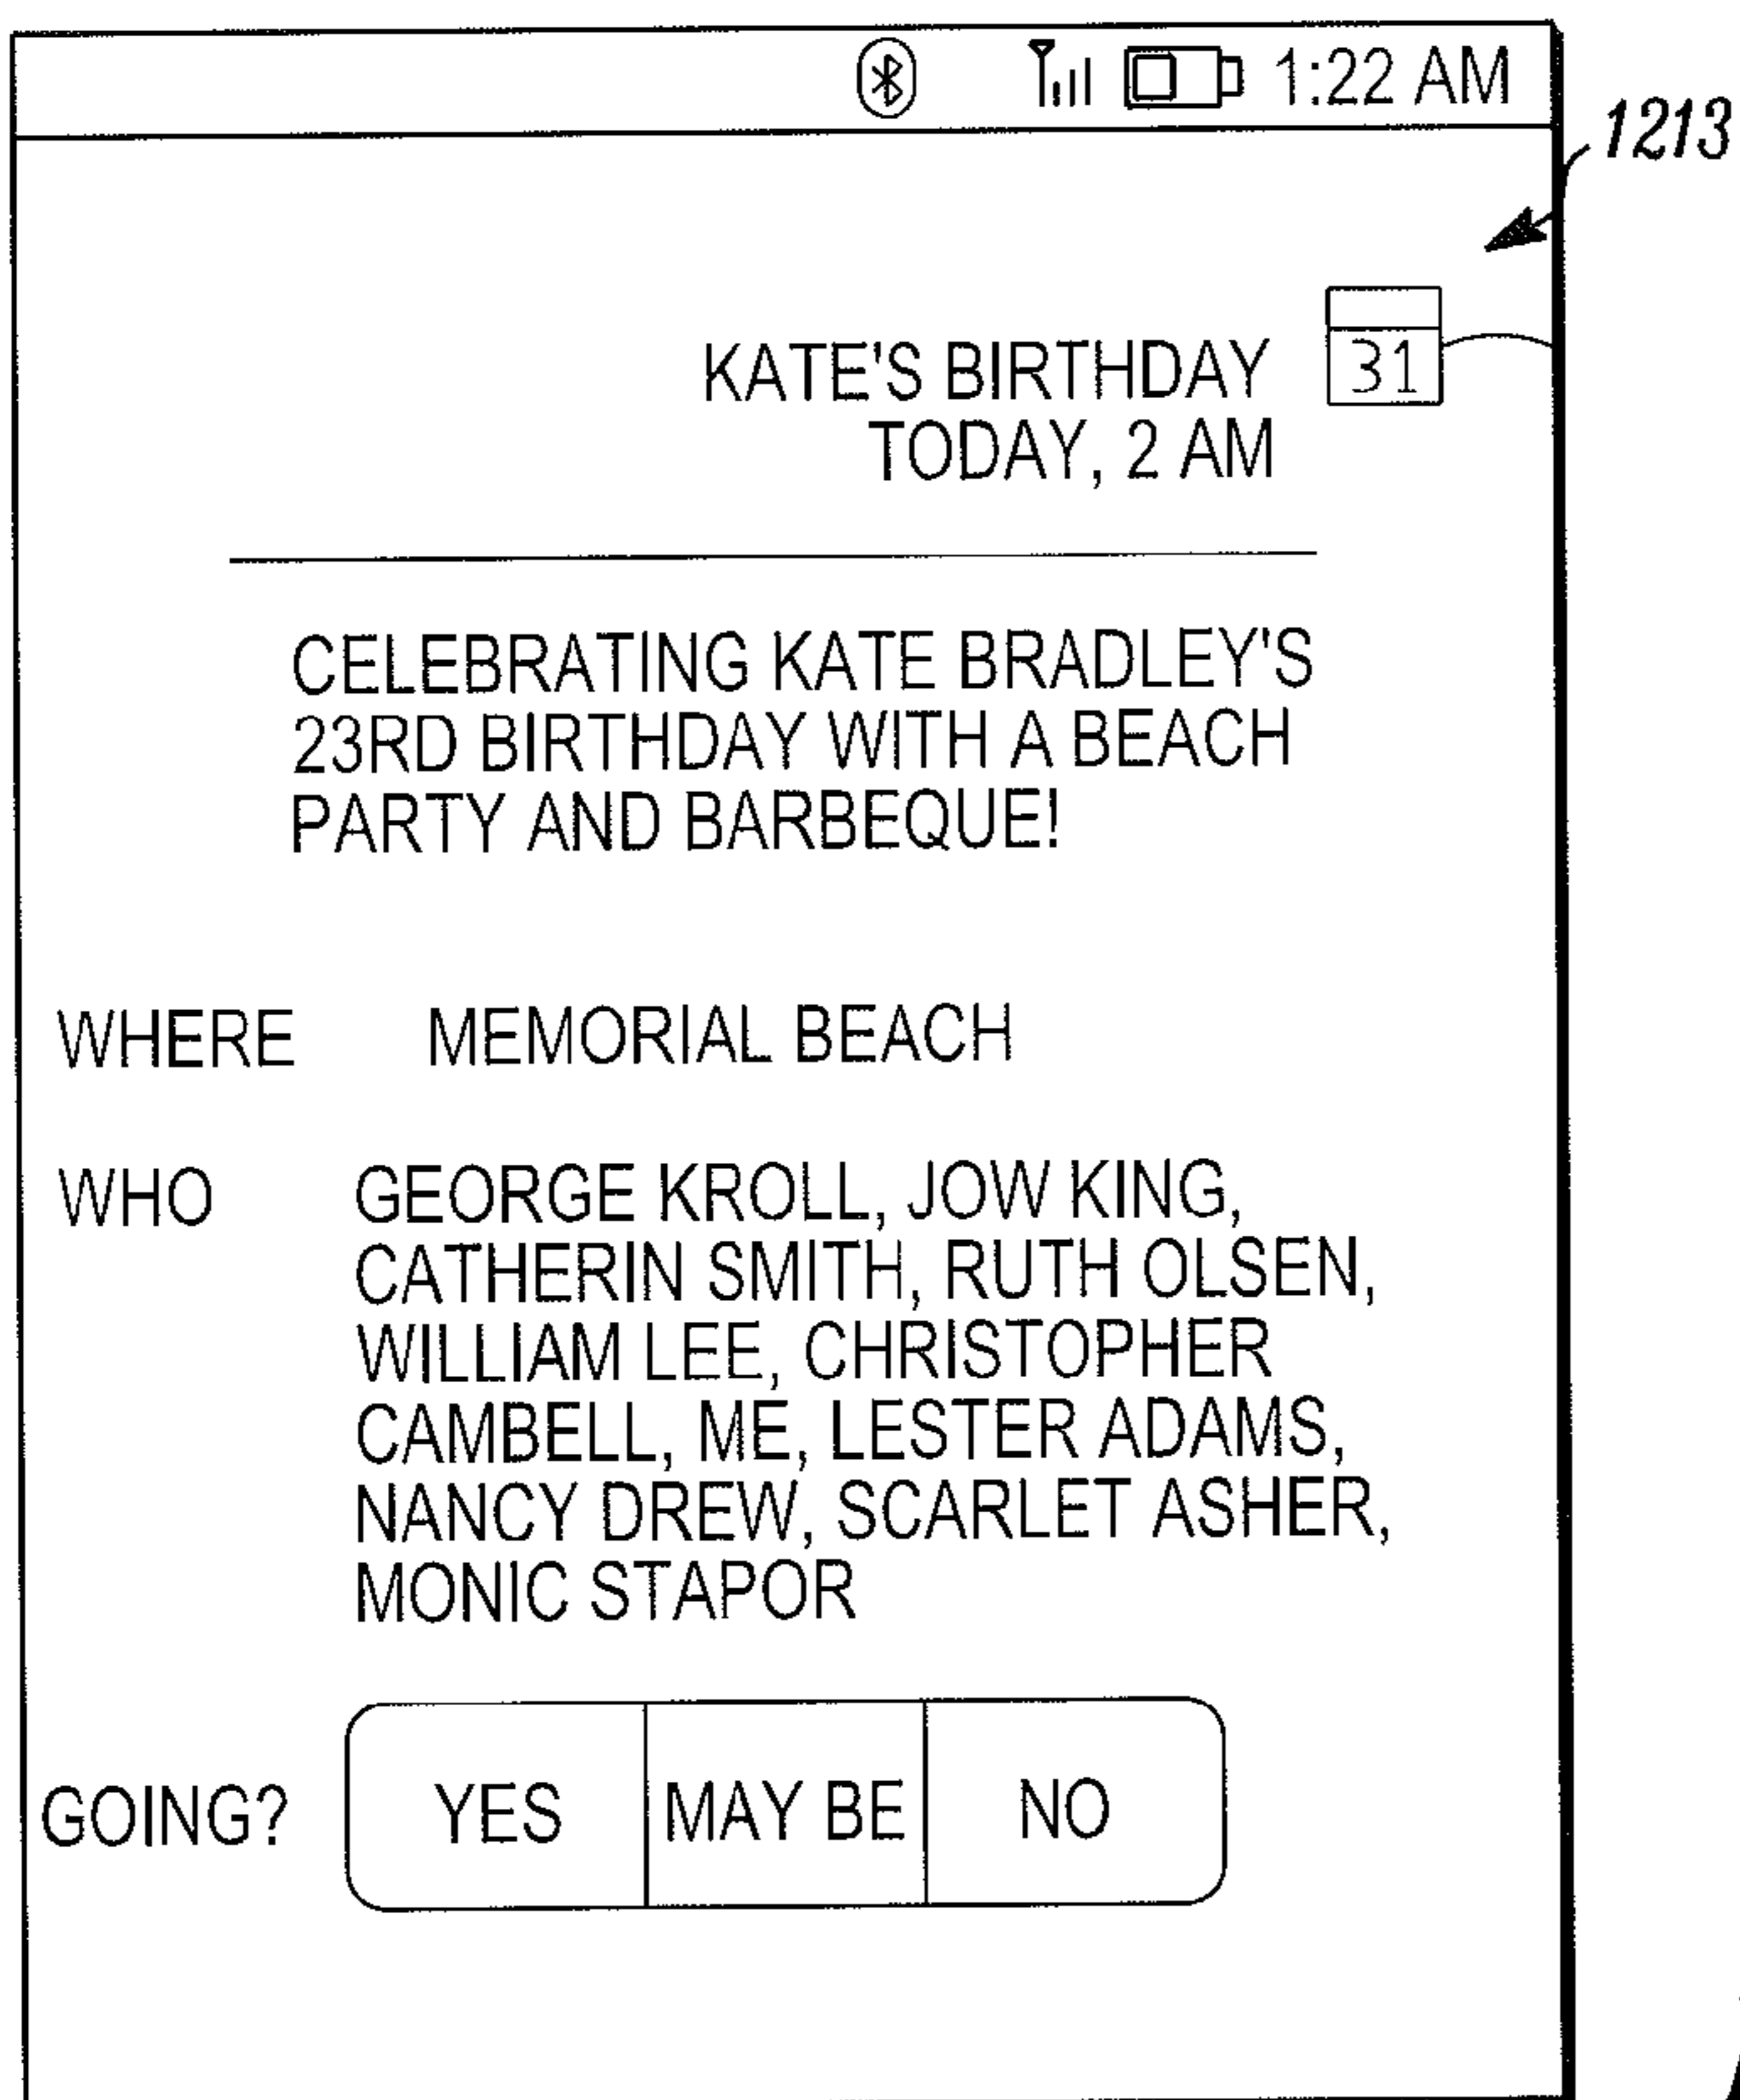 1:22 AM
1213
31
KATE'S BIRTHDAY
TODAY, 2 AM
CELEBRATING KATE BRADLEY'S
23RD BIRTHDAY WITH A BEACH
PARTY AND BARBEQUE!
WHERE MEMORIAL BEACH
WHO GEORGE KROLL, JOW KING,
CATHERIN SMITH, RUTH OLSEN,
WILLIAM LEE, CHRISTOPHER
CAMBELL, ME, LESTER ADAMS,
NANCY DREW, SCARLET ASHER,
MONIC STAPOR
GOING? YES MAY BE NO